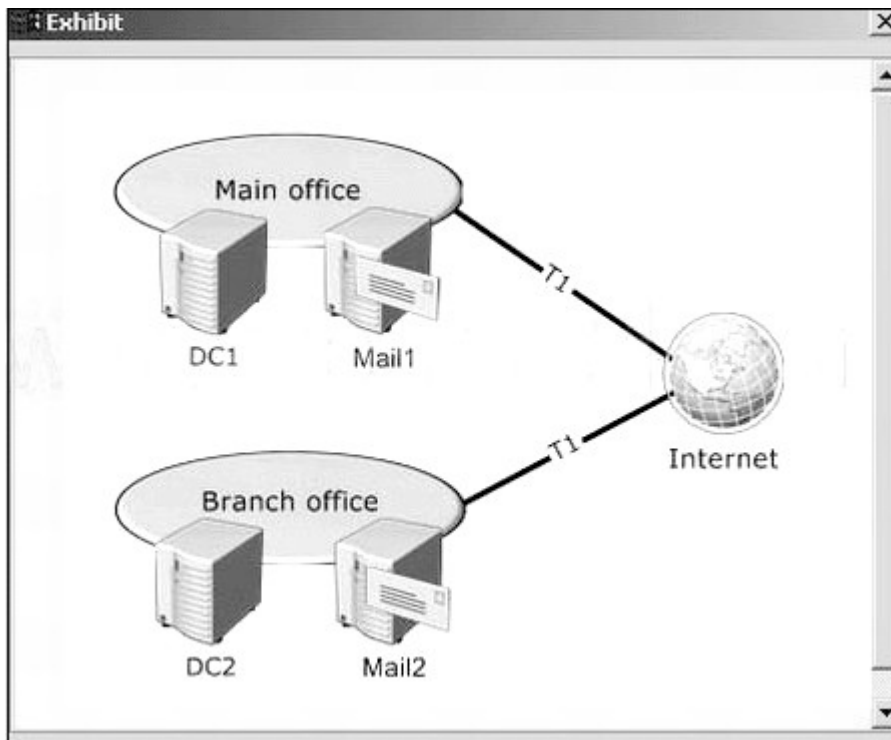 Exhibit
Main office
DC1
Mail1
T1
T1
Internet
Branch office
DC2
Mail2